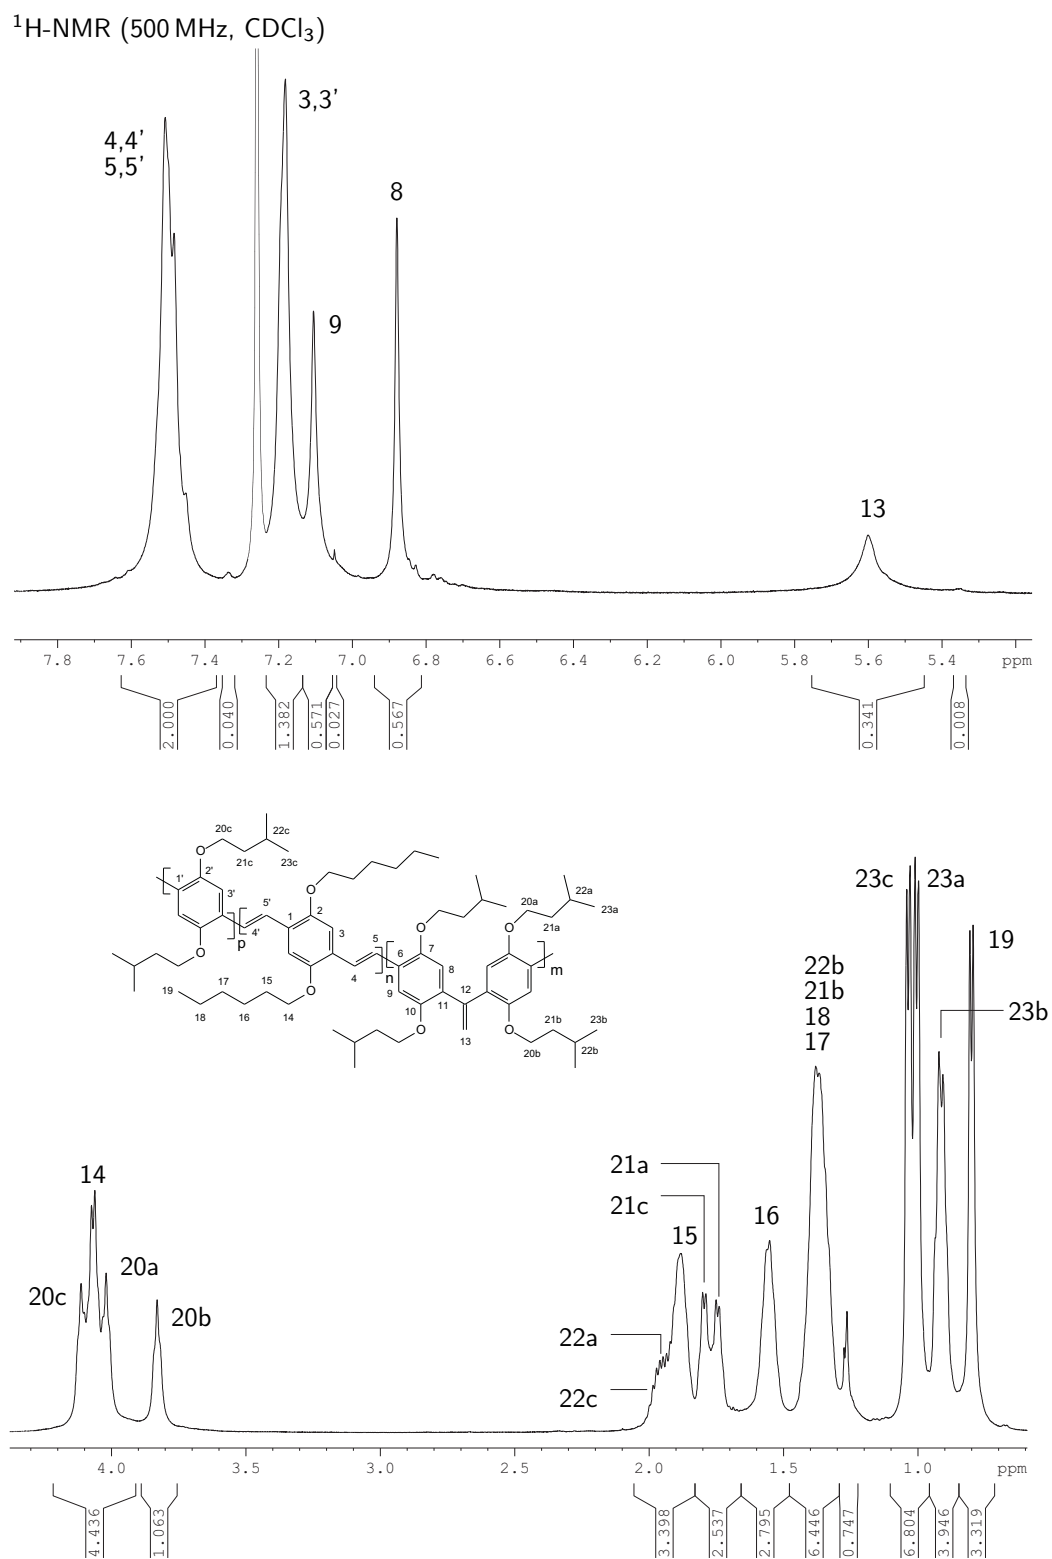 ¹H-NMR (500 MHz, CDCl₃)
4,4'
5,5'
3,3'
9
8
13
7.8 7.6 7.4 7.2 7.0 6.8 6.6 6.4 6.2 6.0 5.8 5.6 5.4 ppm
2.000 0.040 1.382 0.571 0.027 0.567 0.341 0.008
20c 22c
21c 23c
O
2'
1'
3'
p
5'
4'
O
O
1
2
3
4
5
n
O
19 17 15
18 16 14
6
7
8
9
10
11
12
13
O
O
O
O
20a 22a
21a 23a
m
21b 23b
20b 22b
14
20c
20a
20b
22a
22c
21a
21c
15
16
22b
21b
18
17
23c
23a
19
23b
4.0 3.5 3.0 2.5 2.0 1.5 1.0 ppm
4.436 1.063 3.398 2.537 2.795 6.446 0.747 6.804 3.946 3.319